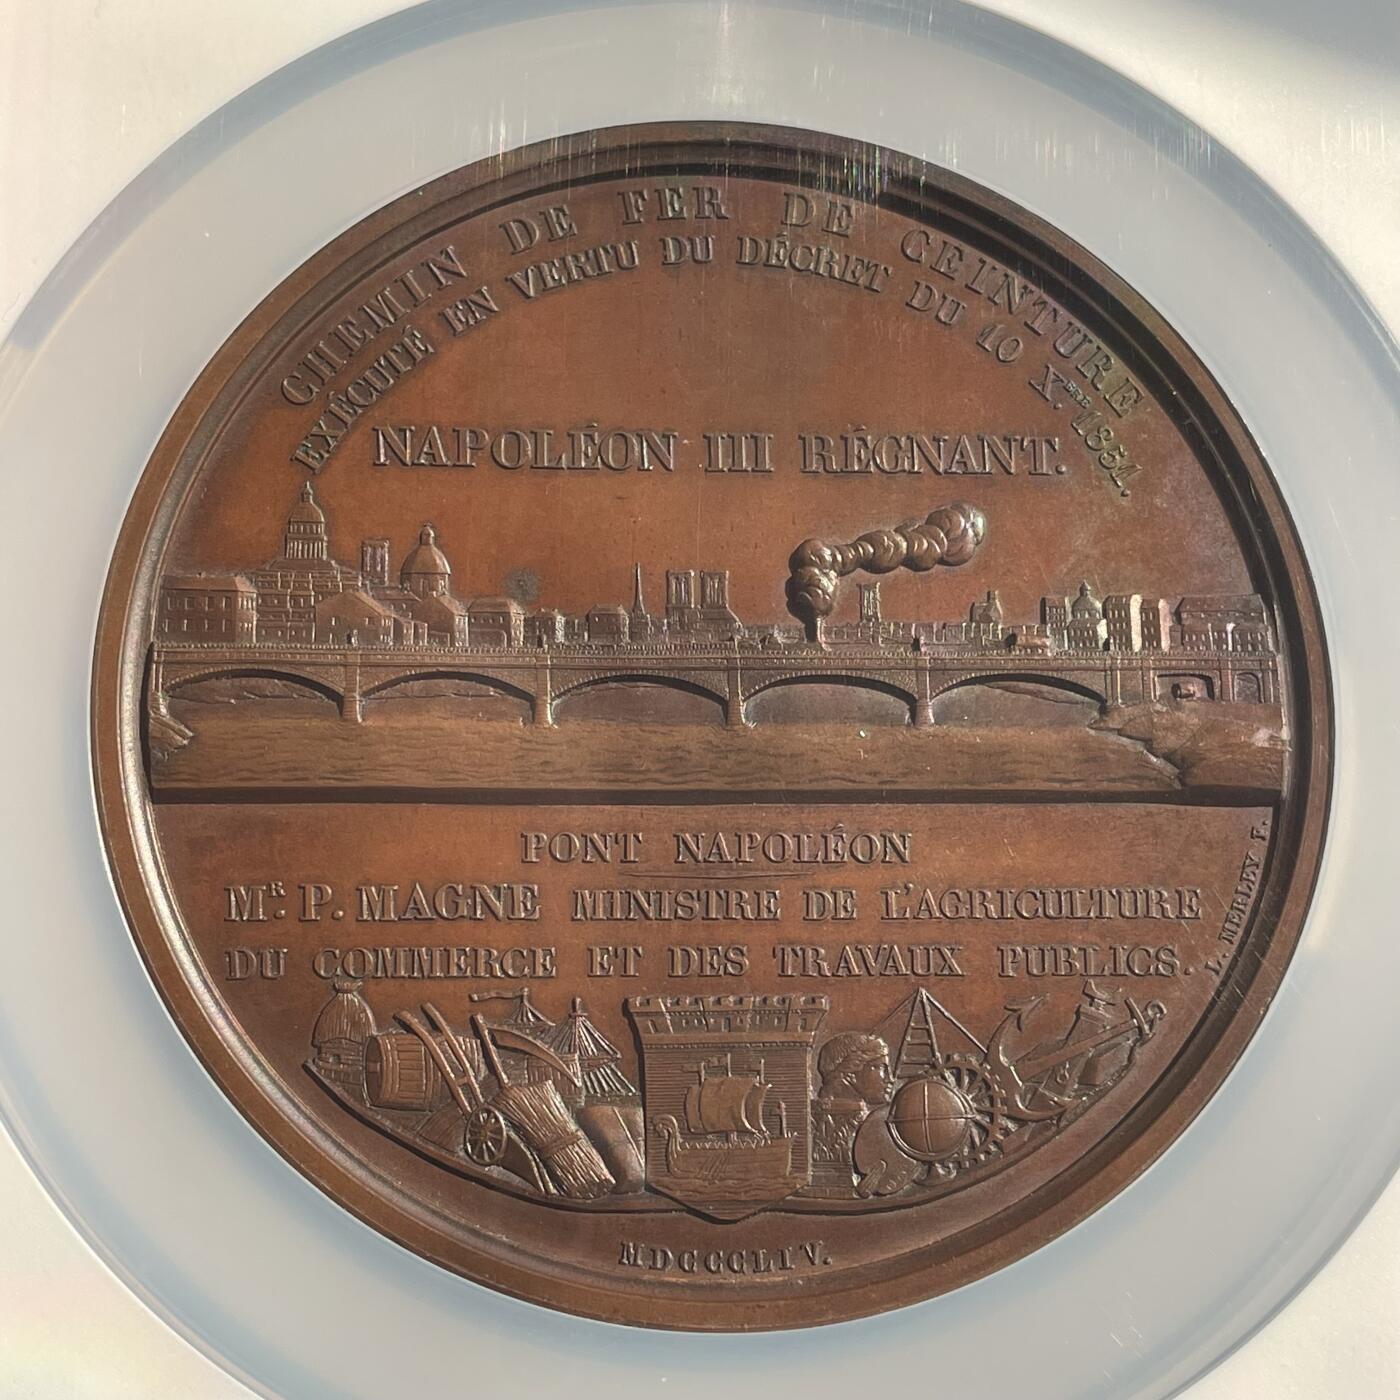 CHEMIN DE FER DE CEINTURE
EXÉCUTÉ EN VERTU DU DÉCRET DU 10 XBRE 1851.
NAPOLÉON III RÉGNANT.
PONT NAPOLÉON
MR. P. MAGNE MINISTRE DE L'AGRICULTURE
DU COMMERCE ET DES TRAVAUX PUBLICS.
L. MERLEY F.
MDCCCLIV.